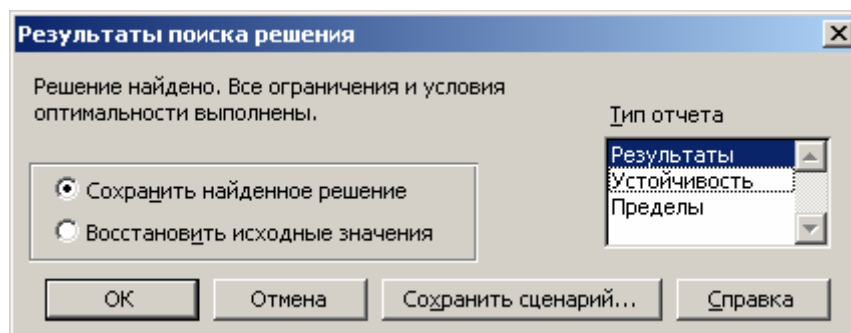 Результаты поиска решения
Решение найдено. Все ограничения и условия
оптимальности выполнены.
Тип отчета
Результаты
Устойчивость
Пределы
Сохранить найденное решение
Восстановить исходные значения
ОК
Отмена
Сохранить сценарий...
Справка